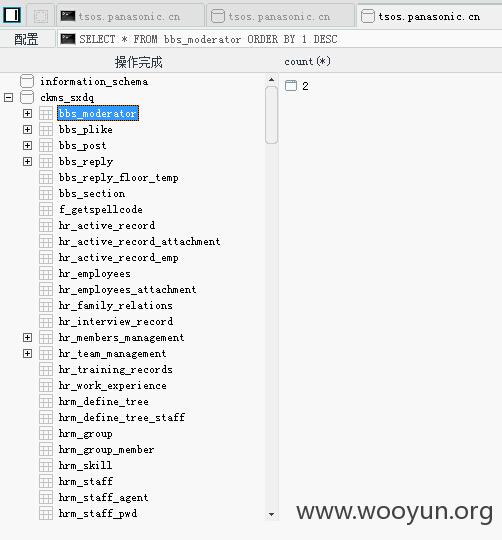 tsos.panasonic.cn
tsos.panasonic.cn
tsos.panasonic.cn
配置
SELECT * FROM bbs_moderator ORDER BY 1 DESC
操作完成
count(*)
information_schema
2
ckms_sxdq
bbs_moderator
bbs_plike
bbs_post
bbs_reply
bbs_reply_floor_temp
bbs_section
f_getspellcode
hr_active_record
hr_active_record_attachment
hr_active_record_emp
hr_employees
hr_employees_attachment
hr_family_relations
hr_interview_record
hr_members_management
hr_team_management
hr_training_records
hr_work_experience
hrm_define_tree
hrm_define_tree_staff
hrm_group
hrm_group_member
hrm_skill
hrm_staff
hrm_staff_agent
hrm_staff_pwd
www.wooyun.org